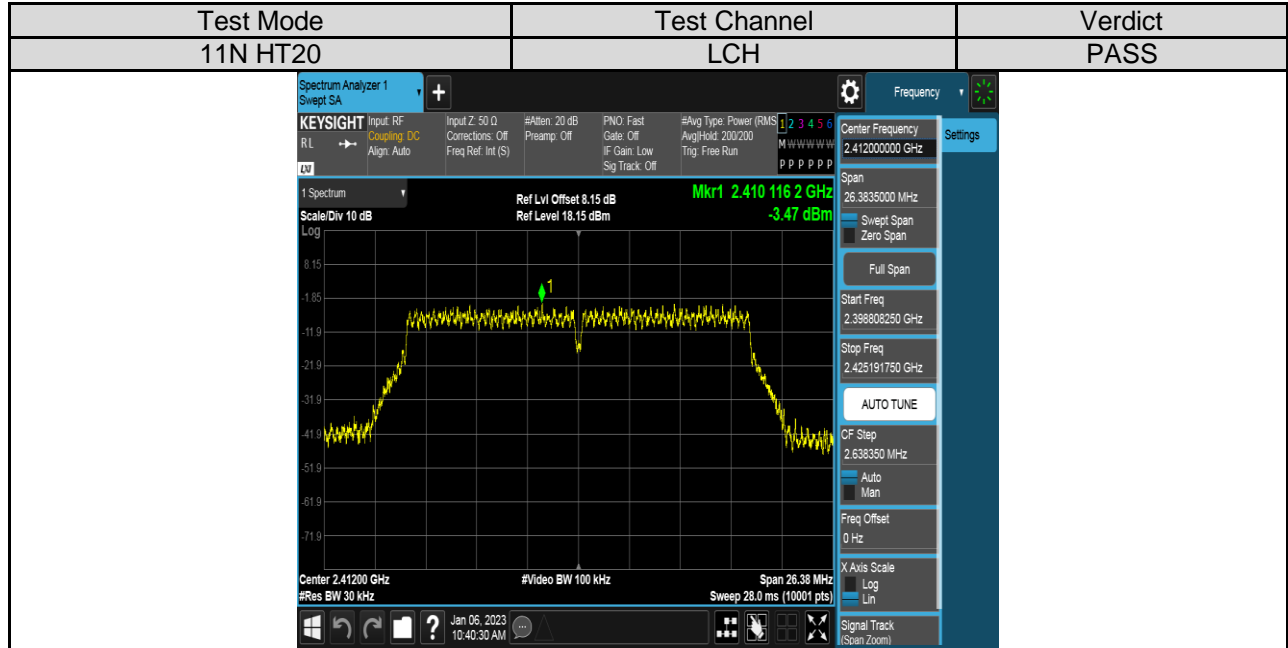 Test Mode Test Channel Verdict
11N HT20 LCH PASS
Spectrum Analyzer 1
Swept SA
+
Frequency
KEYSIGHT Input: RF Input Z: 50 Ω #Atten: 20 dB PNO: Fast #Avg Type: Power (RMS 1 2 3 4 5 6
RL Coupling: DC Corrections: Off Preamp: Off Gate: Off Avg|Hold: 200/200 M W W W W W
Align: Auto Freq Ref: Int (S) IF Gain: Low Trig: Free Run
LXI Sig Track: Off P P P P P P
1 Spectrum
Ref Lvl Offset 8.15 dB
Mkr1 2.410 116 2 GHz
Scale/Div 10 dB
Ref Level 18.15 dBm
-3.47 dBm
Log
8.15
1
-1.85
-11.9
-21.9
-31.9
-41.9
-51.9
-61.9
-71.9
Center 2.41200 GHz #Video BW 100 kHz Span 26.38 MHz
#Res BW 30 kHz Sweep 28.0 ms (10001 pts)
Center Frequency
2.412000000 GHz
Settings
Span
26.3835000 MHz
Swept Span
Zero Span
Full Span
Start Freq
2.398808250 GHz
Stop Freq
2.425191750 GHz
AUTO TUNE
CF Step
2.638350 MHz
Auto
Man
Freq Offset
0 Hz
X Axis Scale
Log
Lin
Signal Track
(Span Zoom)
?
Jan 06, 2023
10:40:30 AM